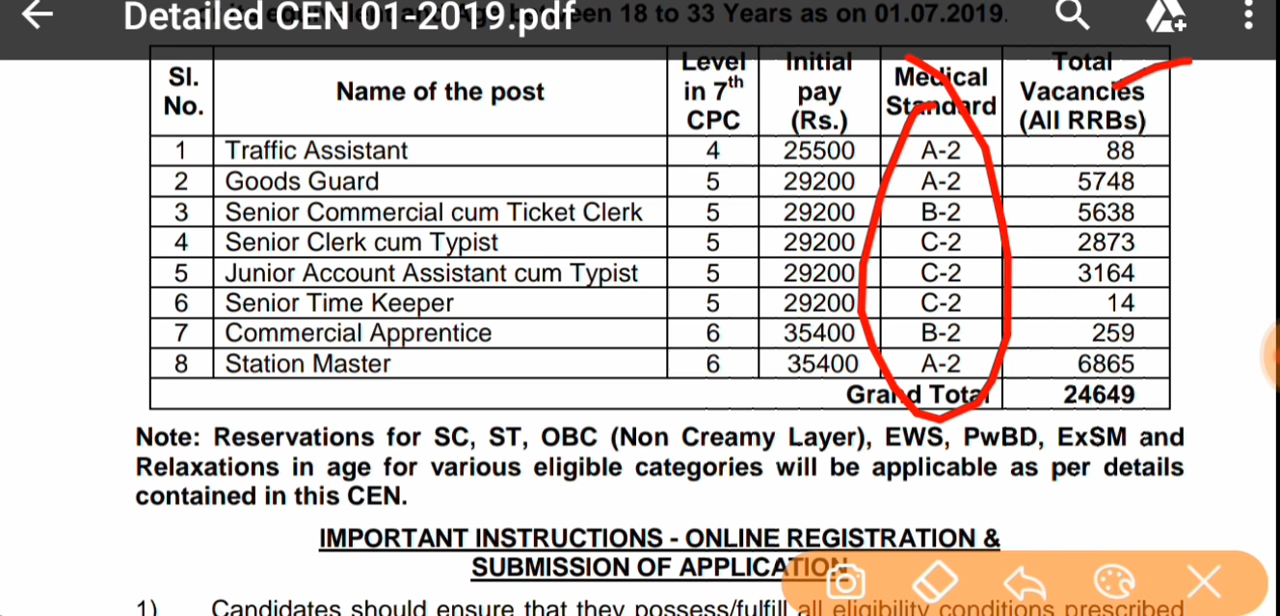 Detailed CEN 01-2019.pdf
en 18 to 33 Years as on 01.07.2019.
Sl. No. Name of the post Level in 7th CPC Initial pay (Rs.) Medical Standard Total Vacancies (All RRBs)
1 Traffic Assistant 4 25500 A-2 88
2 Goods Guard 5 29200 A-2 5748
3 Senior Commercial cum Ticket Clerk 5 29200 B-2 5638
4 Senior Clerk cum Typist 5 29200 C-2 2873
5 Junior Account Assistant cum Typist 5 29200 C-2 3164
6 Senior Time Keeper 5 29200 C-2 14
7 Commercial Apprentice 6 35400 B-2 259
8 Station Master 6 35400 A-2 6865
Grand Total 24649
Note: Reservations for SC, ST, OBC (Non Creamy Layer), EWS, PwBD, ExSM and
Relaxations in age for various eligible categories will be applicable as per details
contained in this CEN.
IMPORTANT INSTRUCTIONS - ONLINE REGISTRATION &
SUBMISSION OF APPLICATION
1) Candidates should ensure that they possess/fulfill all eligibility conditions prescribed